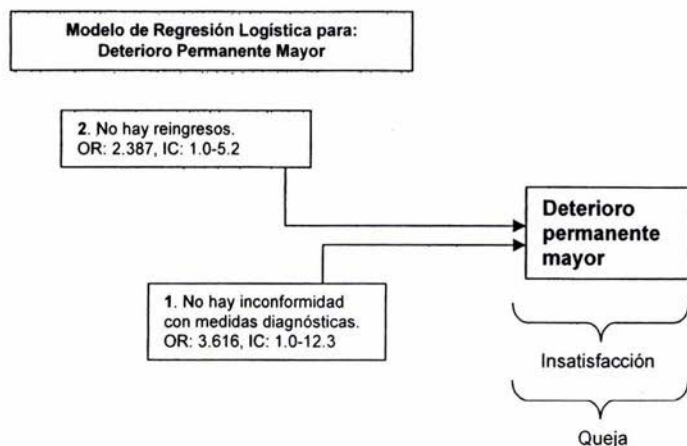 Modelo de Regresión Logística para:
Deterioro Permanente Mayor
2. No hay reingresos.
OR: 2.387, IC: 1.0-5.2
Deterioro
permanente
mayor
1. No hay inconformidad
con medidas diagnósticas.
OR: 3.616, IC: 1.0-12.3
Insatisfacción
Queja